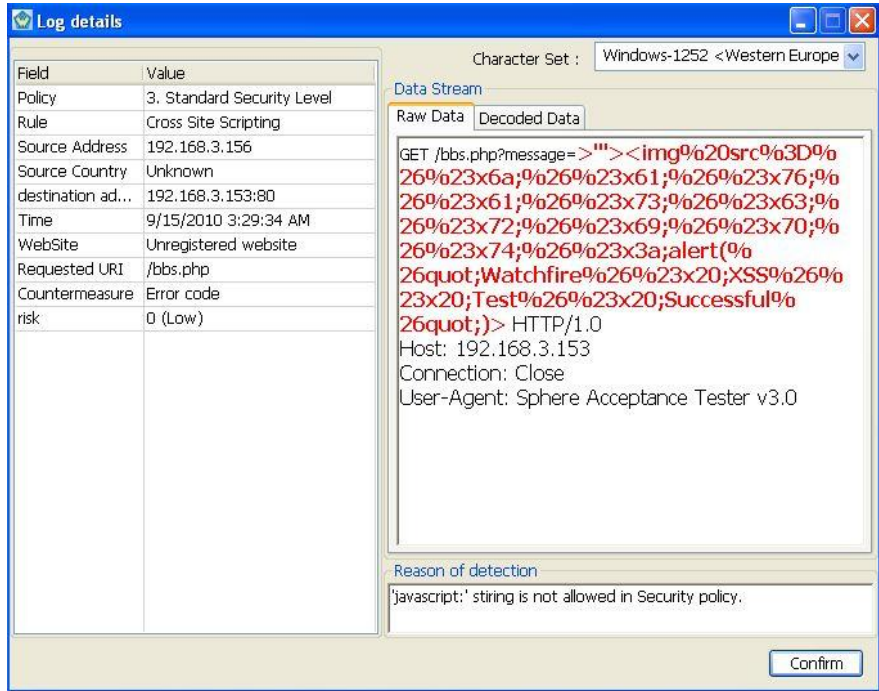 Log details
Character Set :
Windows-1252 <Western Europe
Field Value
Policy 3. Standard Security Level
Rule Cross Site Scripting
Source Address 192.168.3.156
Source Country Unknown
destination ad... 192.168.3.153:80
Time 9/15/2010 3:29:34 AM
WebSite Unregistered website
Requested URI /bbs.php
Countermeasure Error code
risk 0 (Low)
Data Stream
Raw Data Decoded Data
GET /bbs.php?message=>"'><img%20src%3D%
26%23x6a;%26%23x61;%26%23x76;%
26%23x61;%26%23x73;%26%23x63;%
26%23x72;%26%23x69;%26%23x70;%
26%23x74;%26%23x3a;alert(%
26quot;Watchfire%26%23x20;XSS%26%
23x20;Test%26%23x20;Successful%
26quot;)> HTTP/1.0
Host: 192.168.3.153
Connection: Close
User-Agent: Sphere Acceptance Tester v3.0
Reason of detection
'javascript:' stiring is not allowed in Security policy.
Confirm